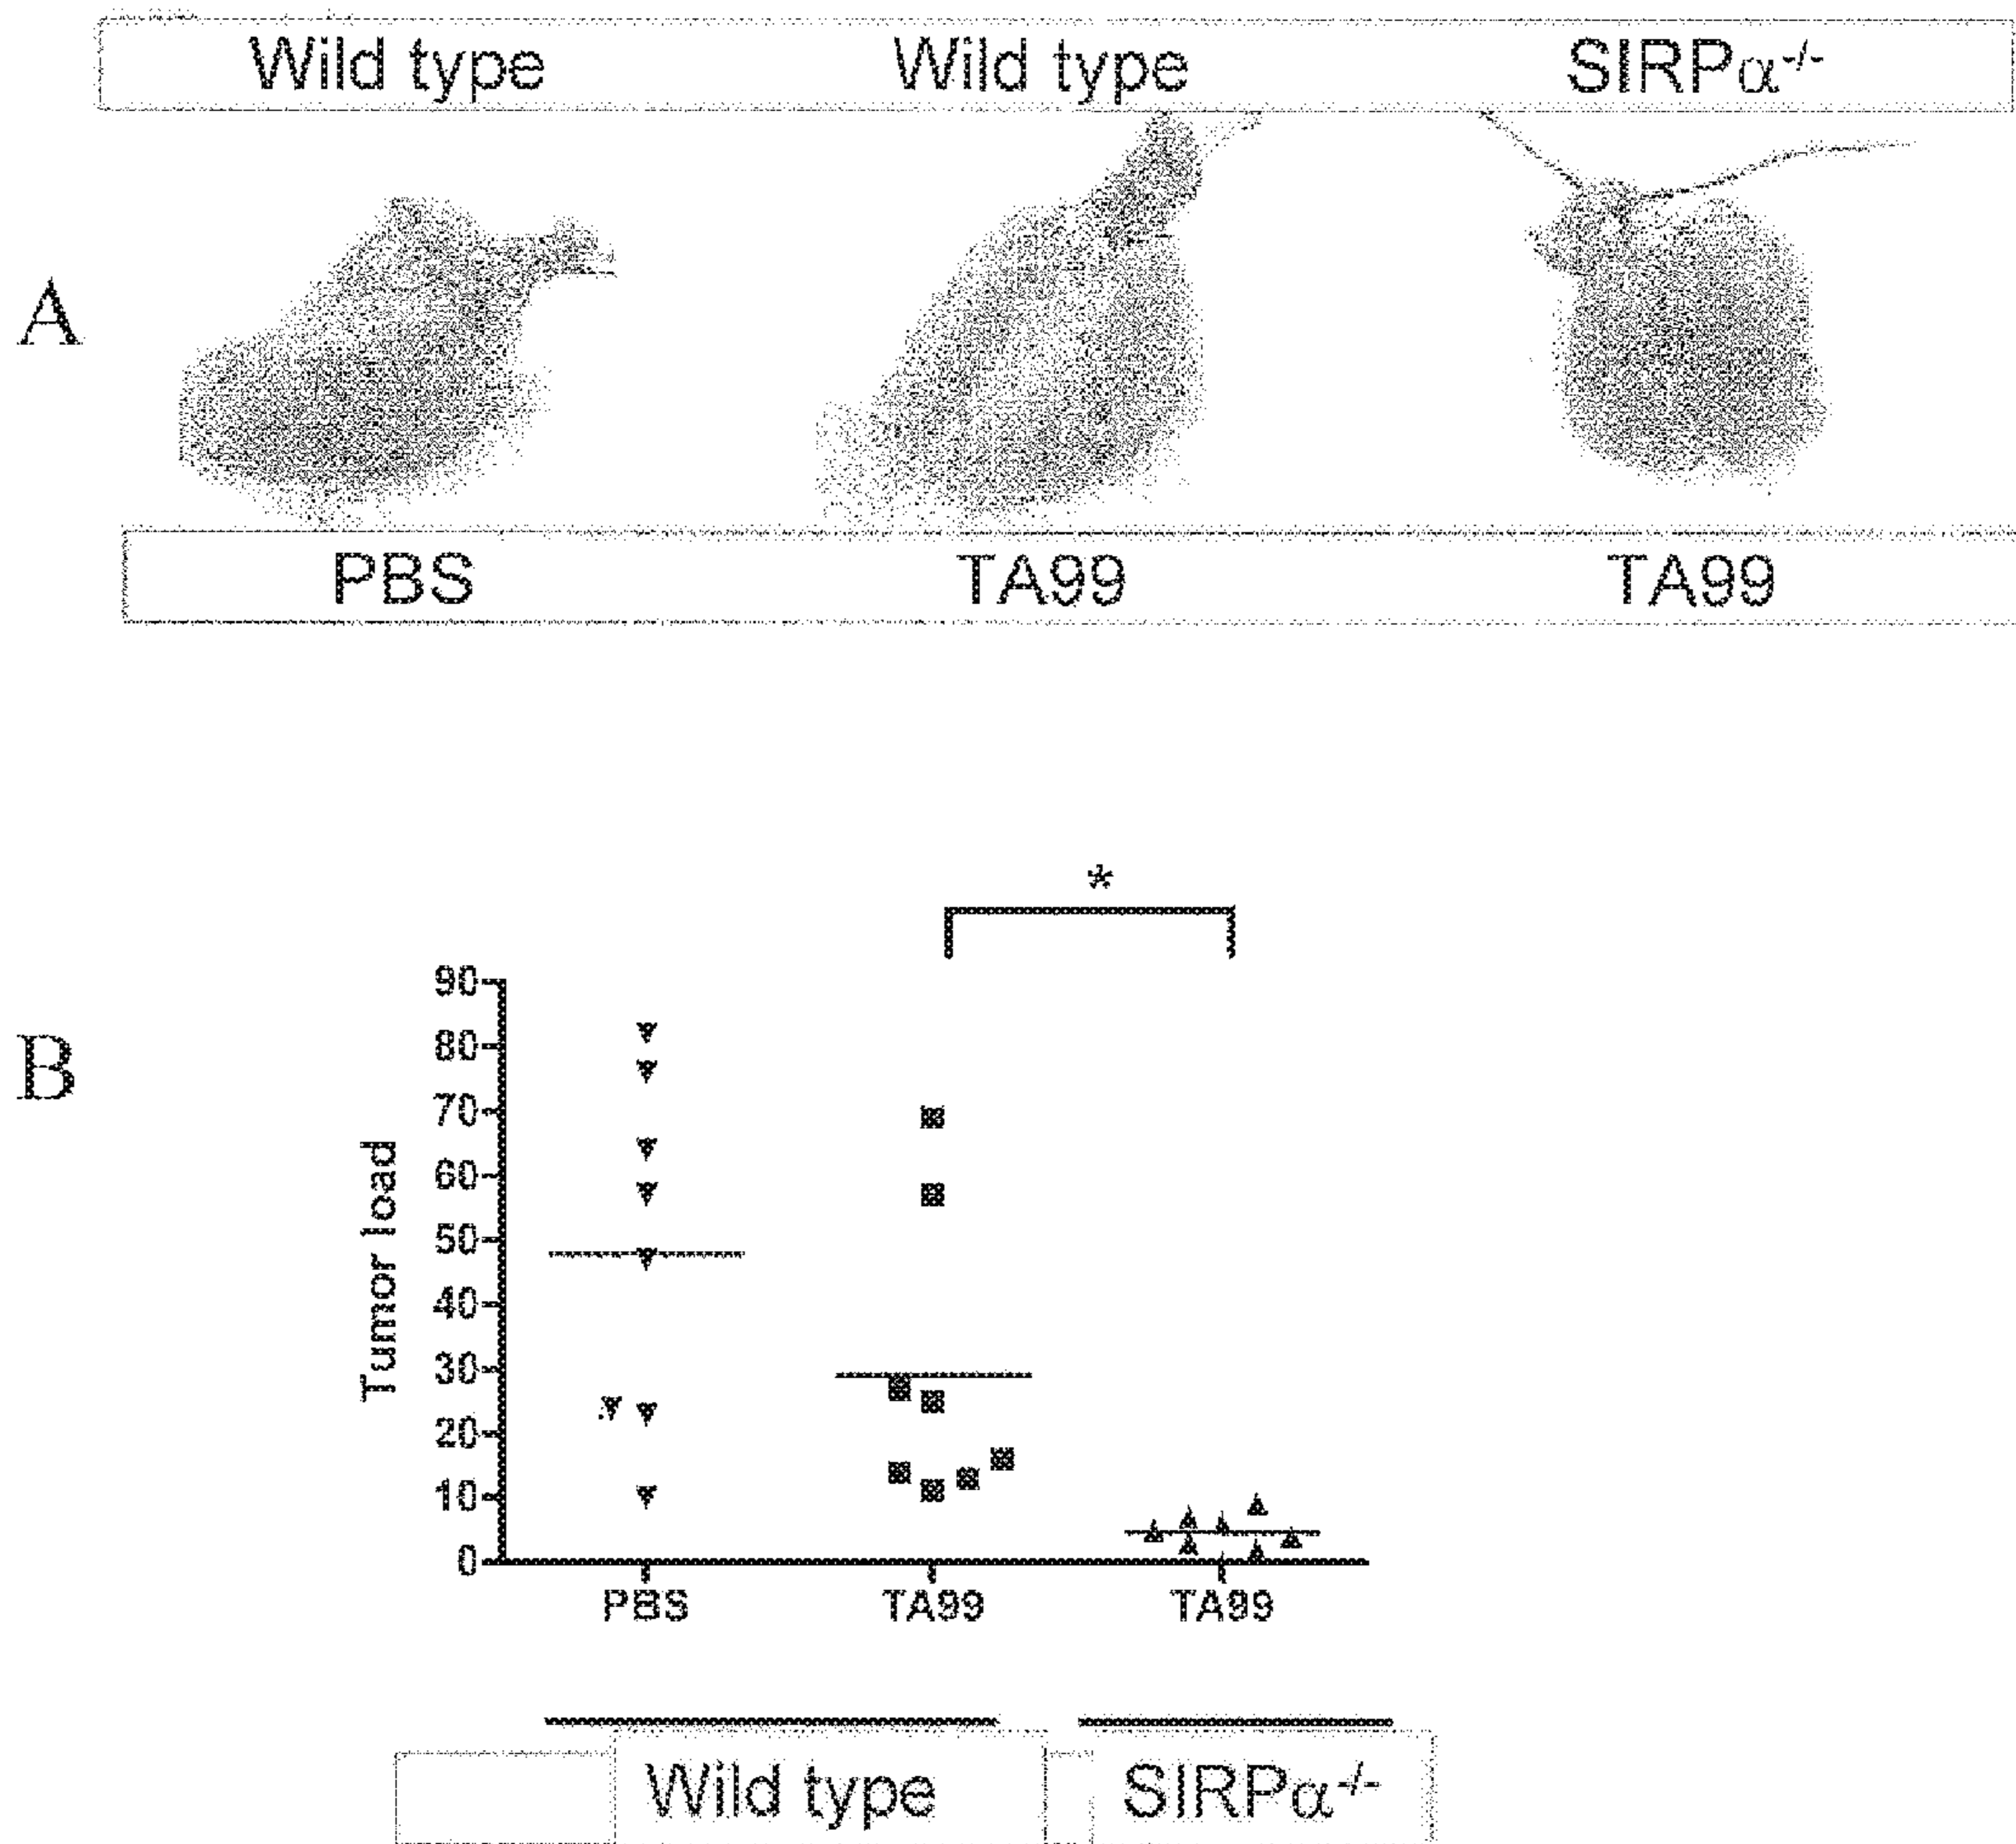 Wild type Wild type SIRPα-/-
A
PBS TA99 TA99
*
B
Tumor load
90
80
70
60
50
40
30
20
10
0
PBS TA99 TA99
Wild type SIRPα-/-